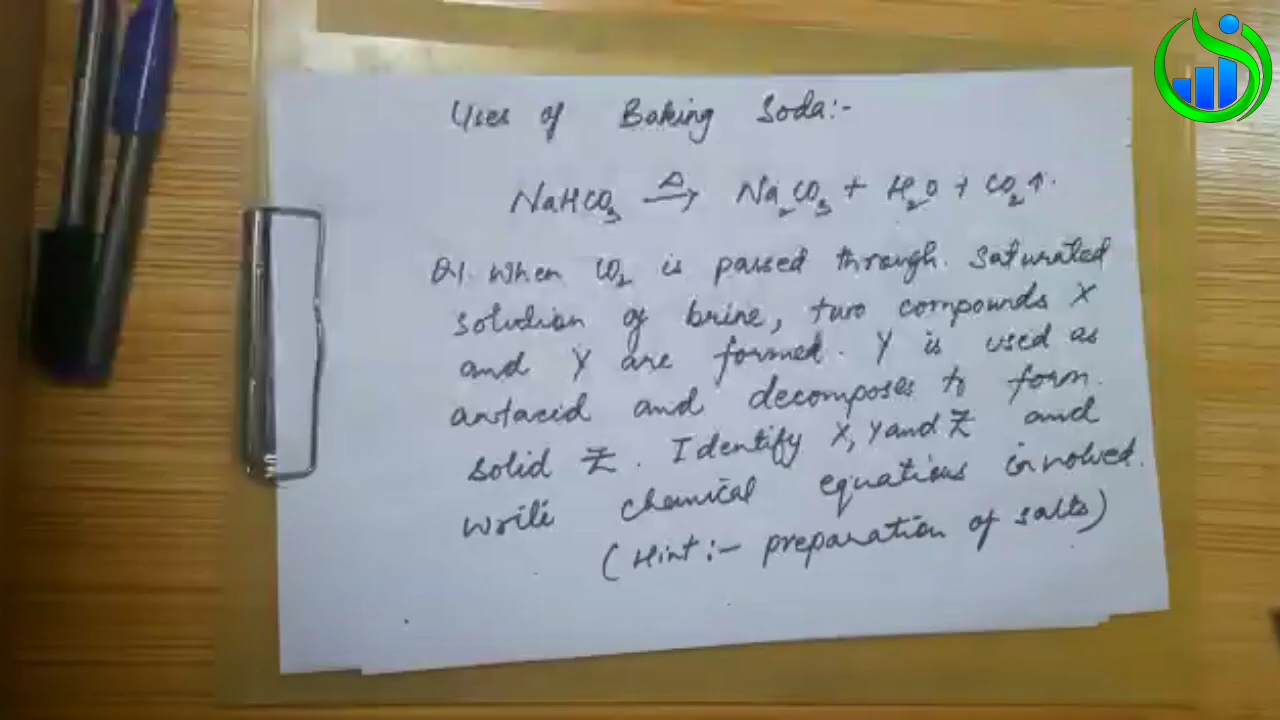 Uses of Baking Soda:-
NaHCO₃ →Δ Na₂CO₃ + H₂O + CO₂↑.
Q1. When CO₂ is passed through. saturated
solution of brine, two compounds X
and Y are formed. Y is used as
antacid and decomposes to form.
solid Z. Identify X, Y and Z and
write chemical equations involved.
(Hint:- preparation of salts)